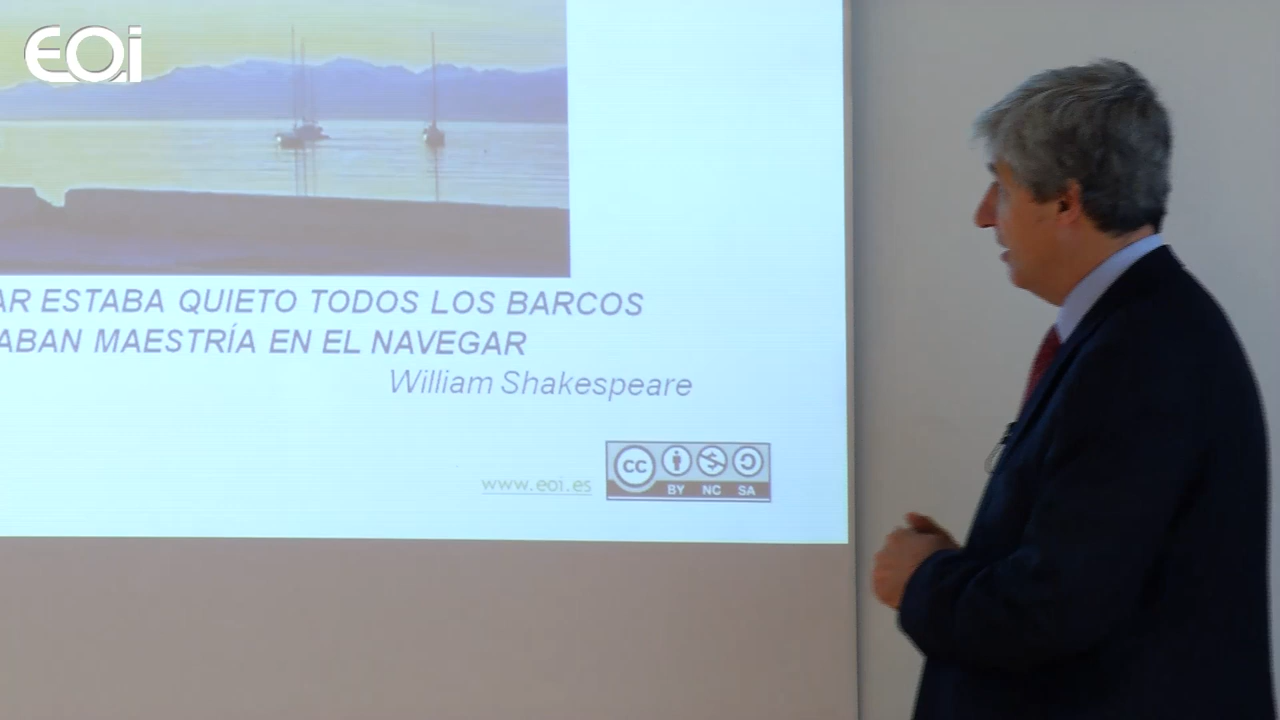 EOi
AR ESTABA QUIETO TODOS LOS BARCOS
ABAN MAESTRÍA EN EL NAVEGAR
William Shakespeare
www.eoi.es
CC
BY NC SA